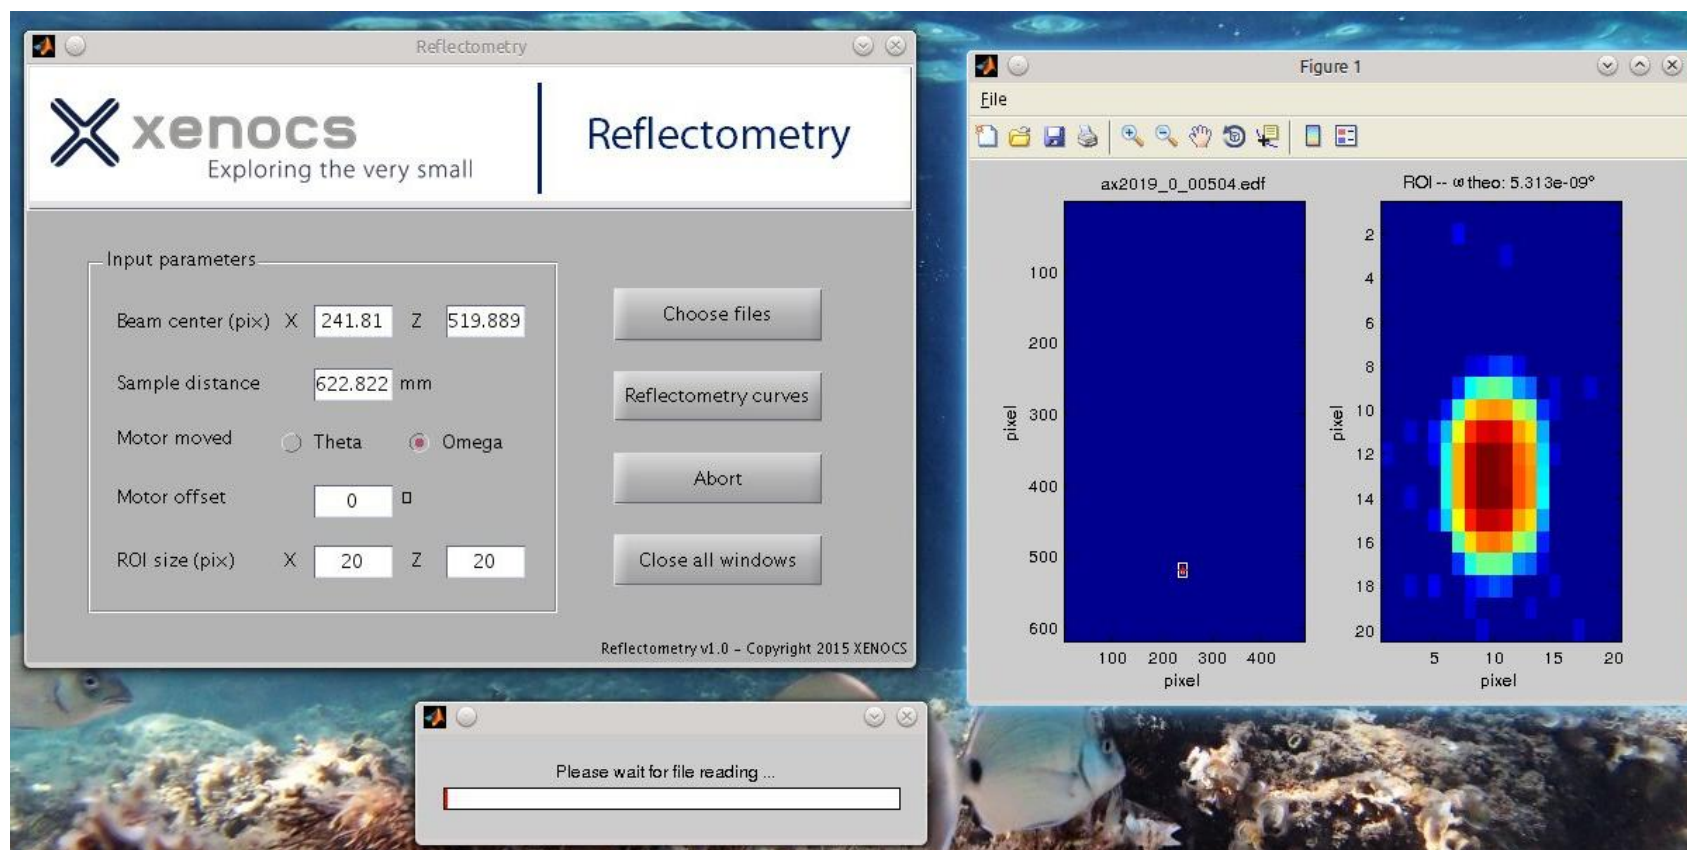 Reflectometry
xenocs
Exploring the very small
Reflectometry
Input parameters
Beam center (pix) X 241.81 Z 519.889
Sample distance 622.822 mm
Motor moved Theta Omega
Motor offset 0
ROI size (pix) X 20 Z 20
Choose files
Reflectometry curves
Abort
Close all windows
Reflectometry v1.0 – Copyright 2015 XENOCS
Please wait for file reading ...
Figure 1
File
ax2019_0_00504.edf
100
200
300
400
500
600
pixel
100 200 300 400
pixel
ROI -- ω theo: 5.313e-09°
2
4
6
8
10
12
14
16
18
20
pixel
5 10 15 20
pixel